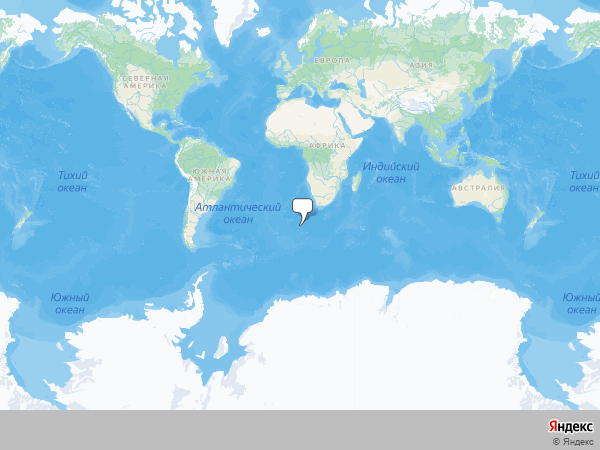 ЕВРОПА
АЗИЯ
СЕВЕРНАЯ
АМЕРИКА
АФРИКА
Индийский
океан
Тихий
океан
ЮЖНАЯ
АМЕРИКА
Тихий
океан
АВСТРАЛИЯ
Атлантический
океан
Южный
океан
Южный
океан
Яндекс
© Яндекс